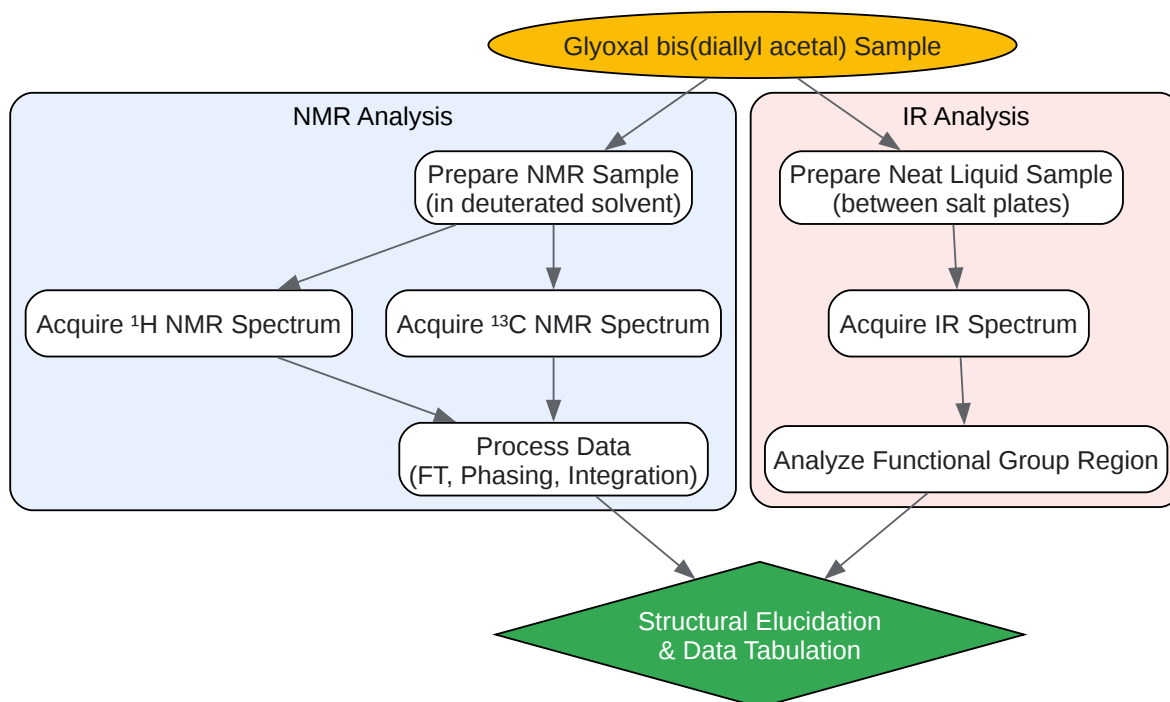 Glyoxal bis(diallyl acetal) Sample
NMR Analysis
IR Analysis
Prepare NMR Sample
(in deuterated solvent)
Prepare Neat Liquid Sample
(between salt plates)
Acquire ¹H NMR Spectrum
Acquire ¹³C NMR Spectrum
Acquire IR Spectrum
Process Data
(FT, Phasing, Integration)
Analyze Functional Group Region
Structural Elucidation
& Data Tabulation